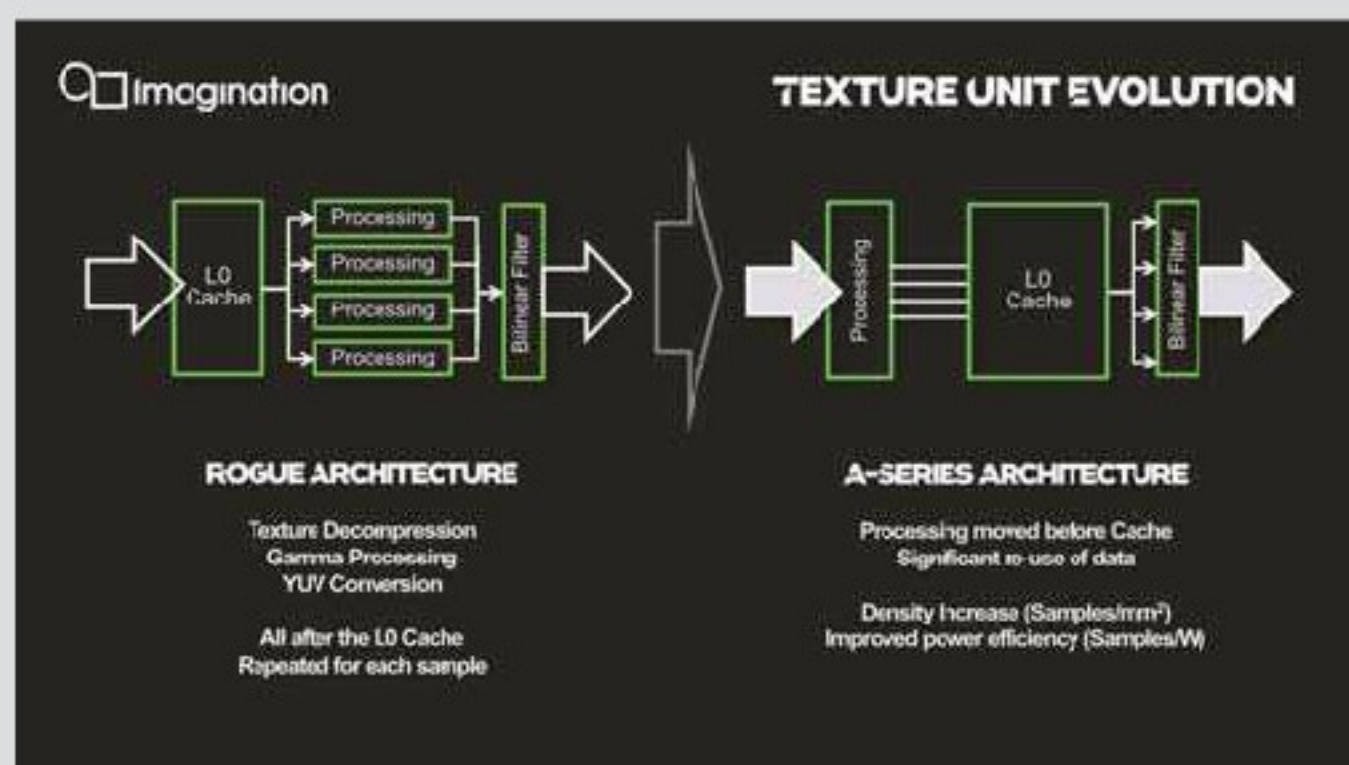 Imagination
TEXTURE UNIT EVOLUTION
L0
Cache
Processing
Processing
Processing
Processing
Bilinear Filter
Processing
L0
Cache
Bilinear Filter
ROGUE ARCHITECTURE
Texture Decompression
Gamma Processing
YUV Conversion
All after the L0 Cache
Repeated for each sample
A-SERIES ARCHITECTURE
Processing moved before Cache
Significant re-use of data
Density Increase (Samples/mm²)
Improved power efficiency (Samples/W)